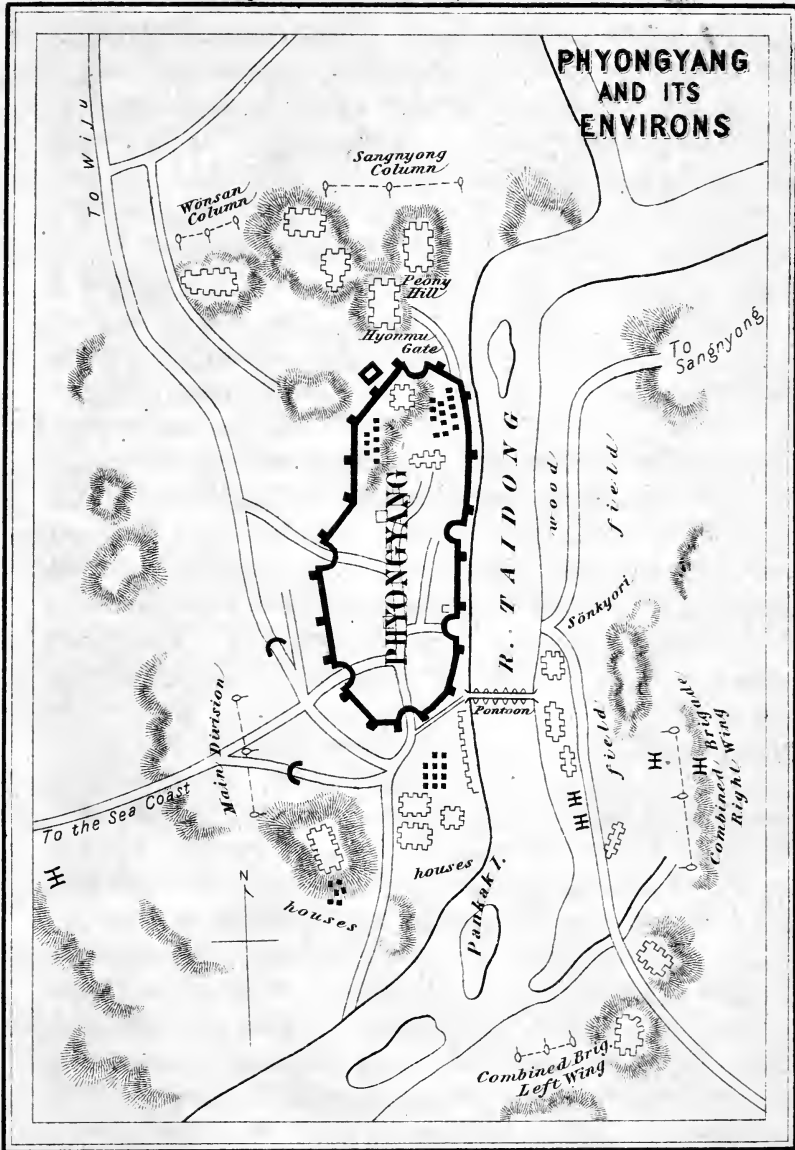 PHYONGYANG
AND ITS
ENVIRONS
To Wiju
Wönsan
Column
Sangnyong
Column
Peony
Hill
Hyonmu
Gate
To
Sangnyong
PHYONGYANG
R. TAIDONG
wood
field
Sönkyori
Pontoon
field
Combined Brigade
Right Wing
Main Division
To the Sea Coast
N
houses
houses
Pankak I.
Combined Brig.
Left Wing